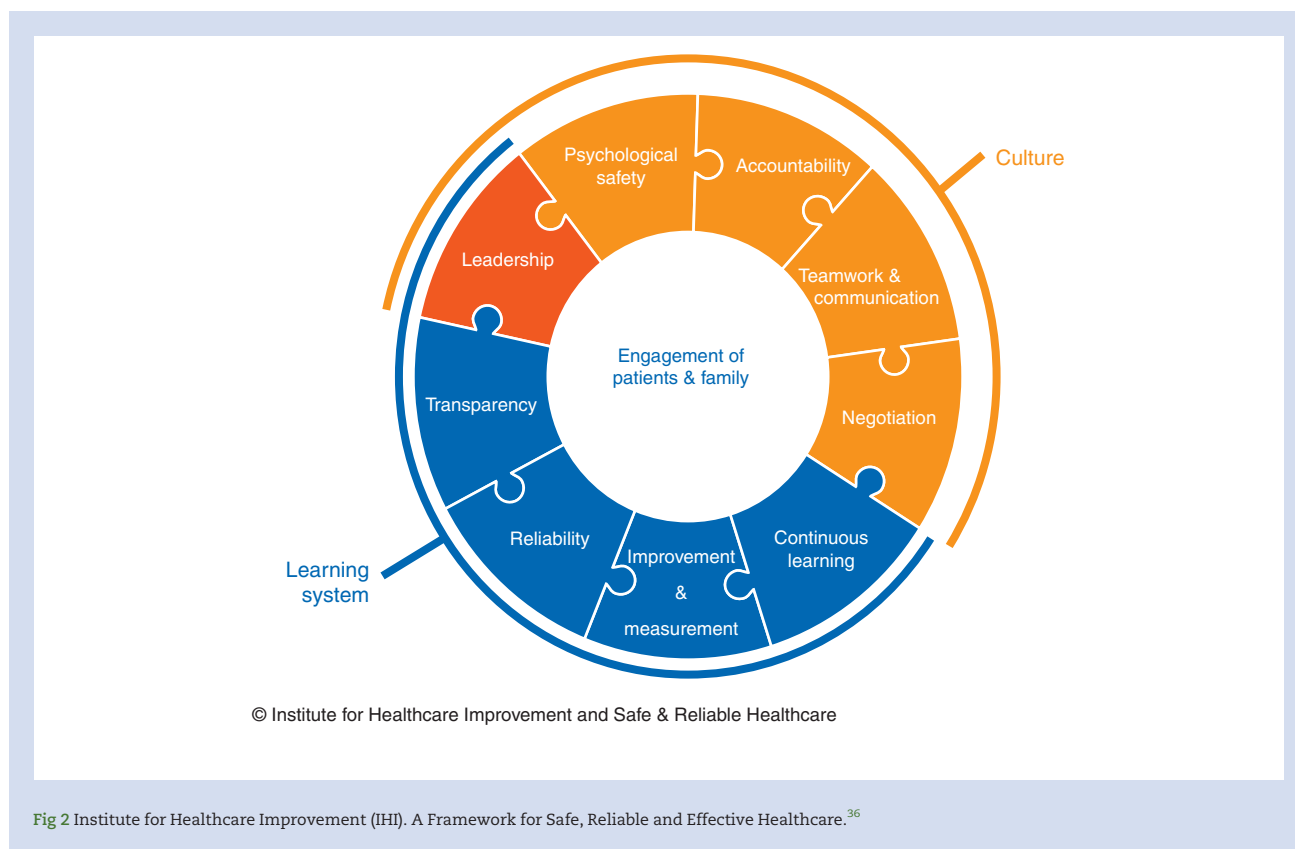 Psychological
safety
Accountability
Culture
Leadership
Teamwork &
communication
Engagement of
patients & family
Transparency
Negotiation
Reliability
Improvement
&
measurement
Continuous
learning
Learning
system
© Institute for Healthcare Improvement and Safe & Reliable Healthcare
Fig 2 Institute for Healthcare Improvement (IHI). A Framework for Safe, Reliable and Effective Healthcare.36